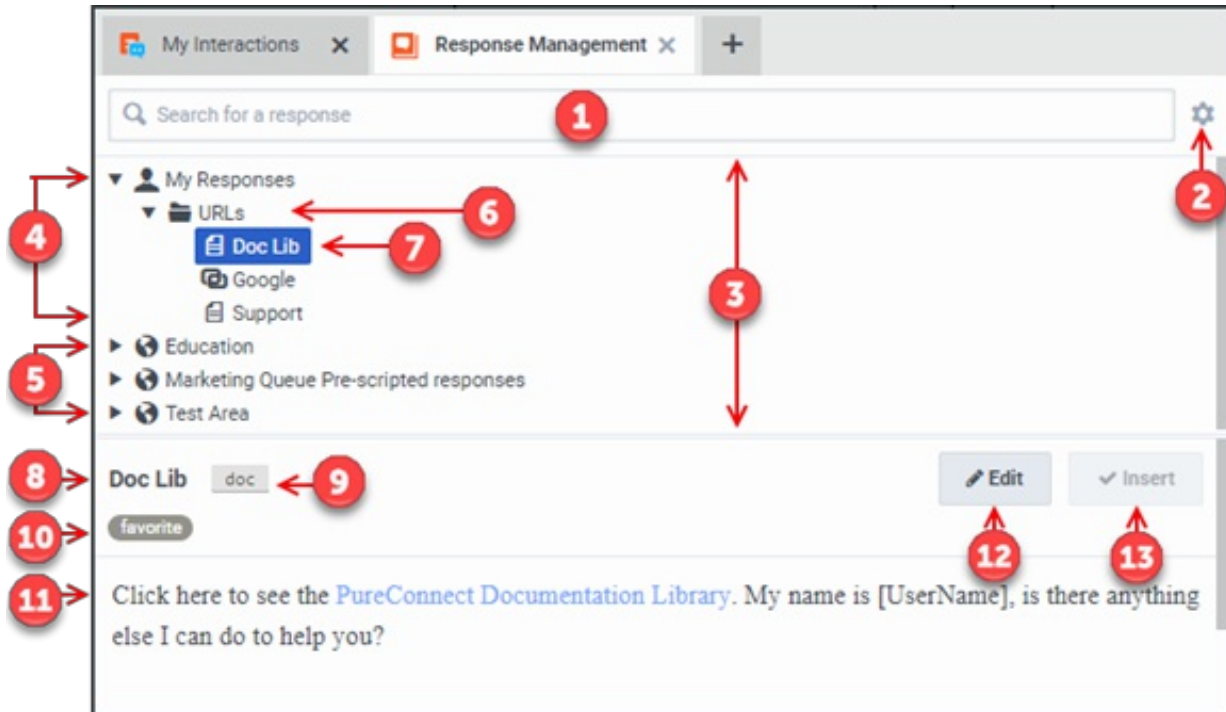 My Interactions
Response Management
+
Search for a response
1
2
My Responses
URLs
6
4
Doc Lib
7
Google
3
Support
Education
5
Marketing Queue Pre-scripted responses
Test Area
8
Doc Lib
doc
9
Edit
Insert
10
favorite
12
13
11
Click here to see the PureConnect Documentation Library. My name is [UserName], is there anything
else I can do to help you?